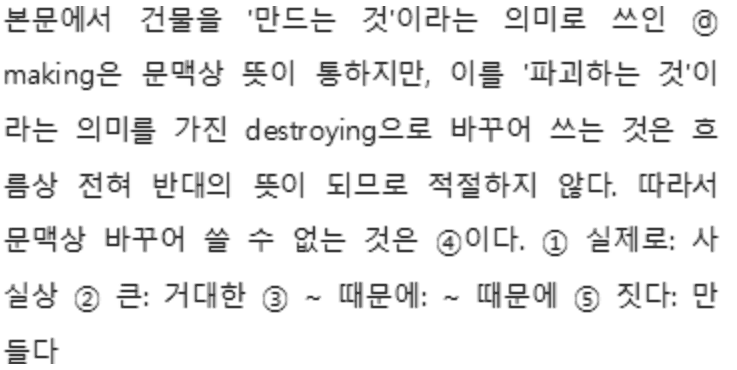 본문에서 건물을 '만드는 것'이라는 의미로 쓰인 ⓓ
making은 문맥상 뜻이 통하지만, 이를 '파괴하는 것'이
라는 의미를 가진 destroying으로 바꾸어 쓰는 것은 흐
름상 전혀 반대의 뜻이 되므로 적절하지 않다. 따라서
문맥상 바꾸어 쓸 수 없는 것은 ④이다. ① 실제로: 사
실상 ② 큰: 거대한 ③ ~ 때문에: ~ 때문에 ⑤ 짓다: 만
들다